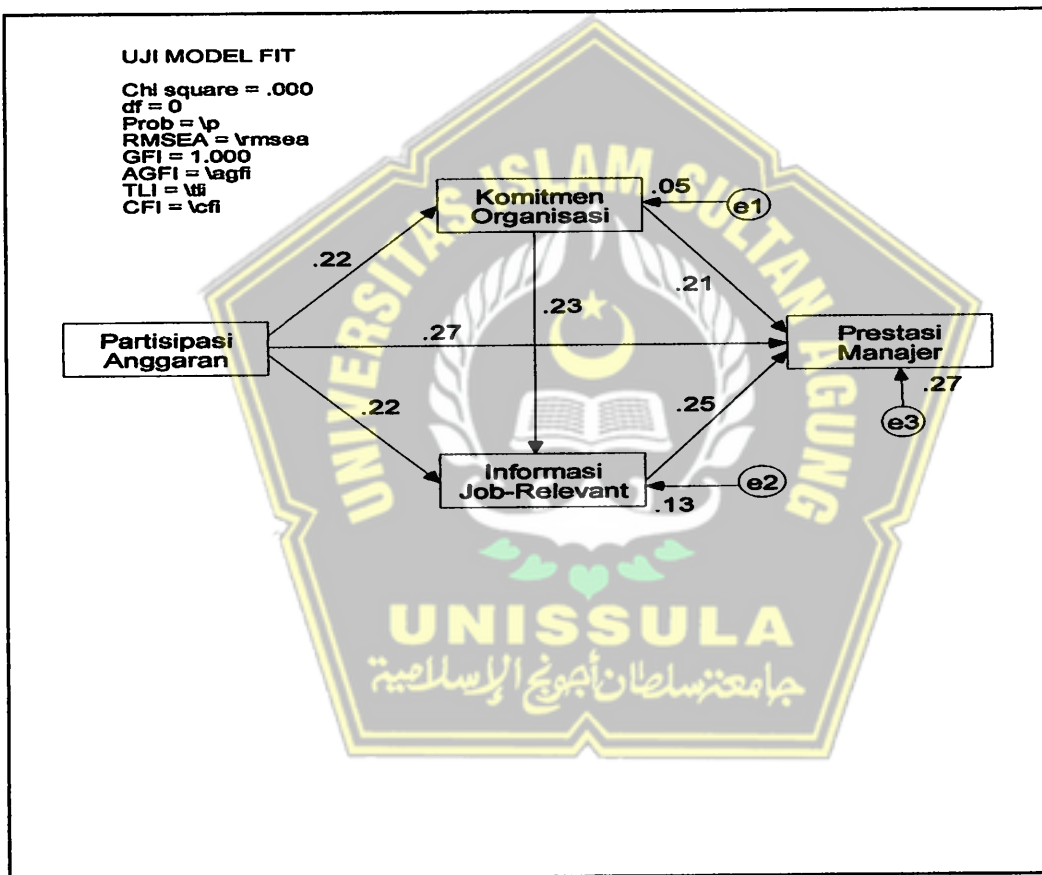 UJI MODEL FIT
Chi square = .000
df = 0
Prob = \p
RMSEA = \rmsea
GFI = 1.000
AGFI = \agfi
TLI = \tli
CFI = \cfi
Komitmen
Organisasi
.05
e1
.22
.23
.21
Partisipasi
Anggaran
.27
Prestasi
Manajer
.27
e3
.22
.25
Informasi
Job-Relevant
e2
.13
UNIVERSITAS ISLAM SULTAN AGUNG
UNISSULA
جامعة سلطان أجونج الإسلامية